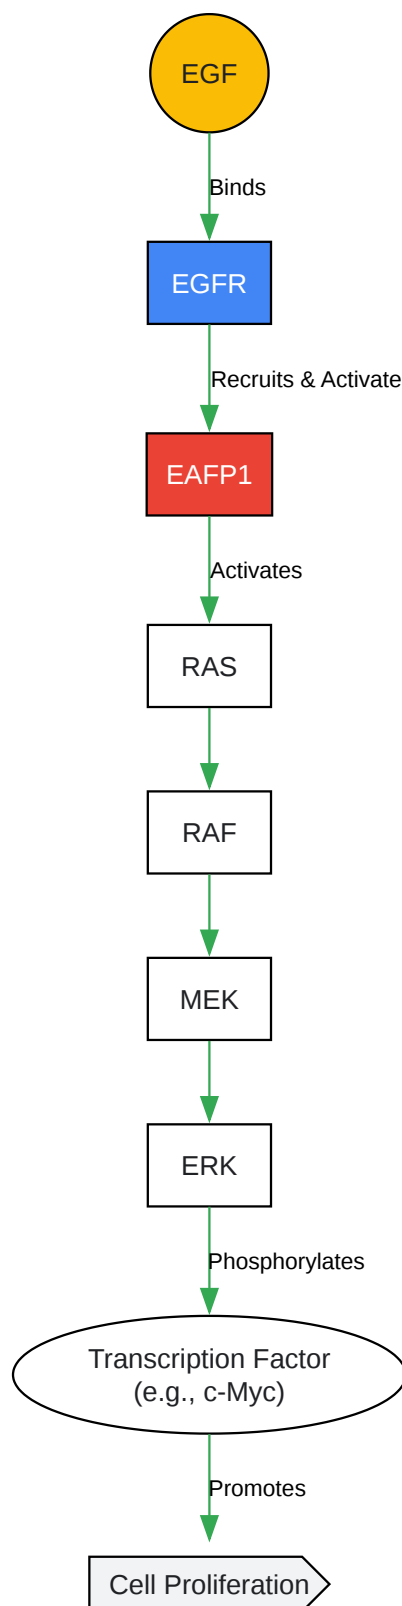 EGF
Binds
EGFR
Recruits & Activate
EAFP1
Activates
RAS
RAF
MEK
ERK
Phosphorylates
Transcription Factor
(e.g., c-Myc)
Promotes
Cell Proliferation